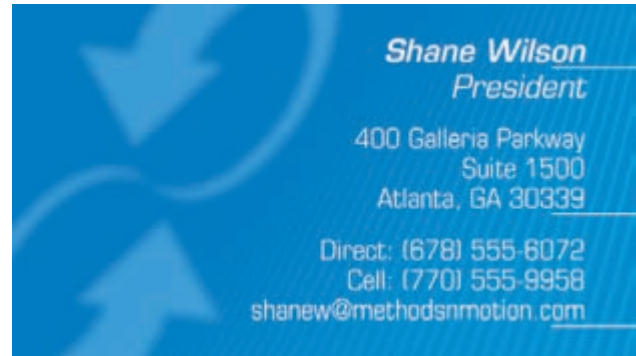 Shane Wilson
President
400 Galleria Parkway
Suite 1500
Atlanta, GA 30339
Direct: (678) 555-6072
Cell: (770) 555-9958
shanew@methodsnmotion.com